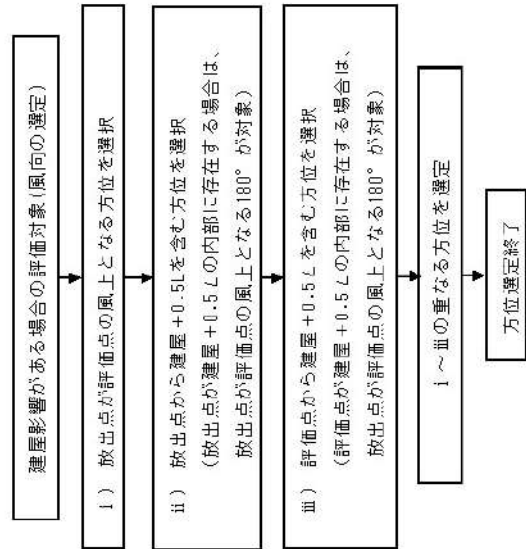 建屋影響がある場合の評価対象(風向の選定)
ⅰ) 放出点が評価点の風上となる方位を選択
ⅱ) 放出点から建屋+0.5Lを含む方位を選択
(放出点が建屋+0.5Lの内部に存在する場合は、
放出点が評価点の風上となる180°が対象)
ⅲ) 評価点から建屋+0.5Lを含む方位を選択
(評価点が建屋+0.5Lの内部に存在する場合は、
放出点が評価点の風上となる180°が対象)
ⅰ~ⅲの重なる方位を選定
方位選定終了